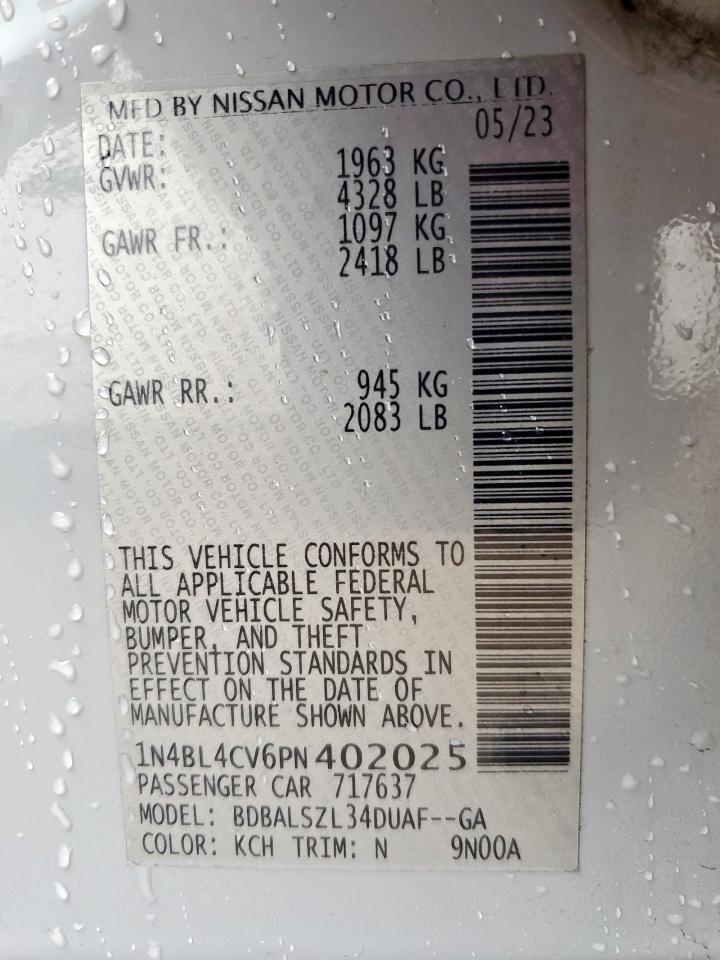 MFD BY NISSAN MOTOR CO., LTD.
DATE: 05/23
GVWR: 1963 KG
4328 LB
GAWR FR.: 1097 KG
2418 LB
GAWR RR.: 945 KG
2083 LB
THIS VEHICLE CONFORMS TO
ALL APPLICABLE FEDERAL
MOTOR VEHICLE SAFETY,
BUMPER, AND THEFT
PREVENTION STANDARDS IN
EFFECT ON THE DATE OF
MANUFACTURE SHOWN ABOVE.
1N4BL4CV6PN402025
PASSENGER CAR 717637
MODEL: BDBALSZL34DUAF--GA
COLOR: KCH TRIM: N 9N00A